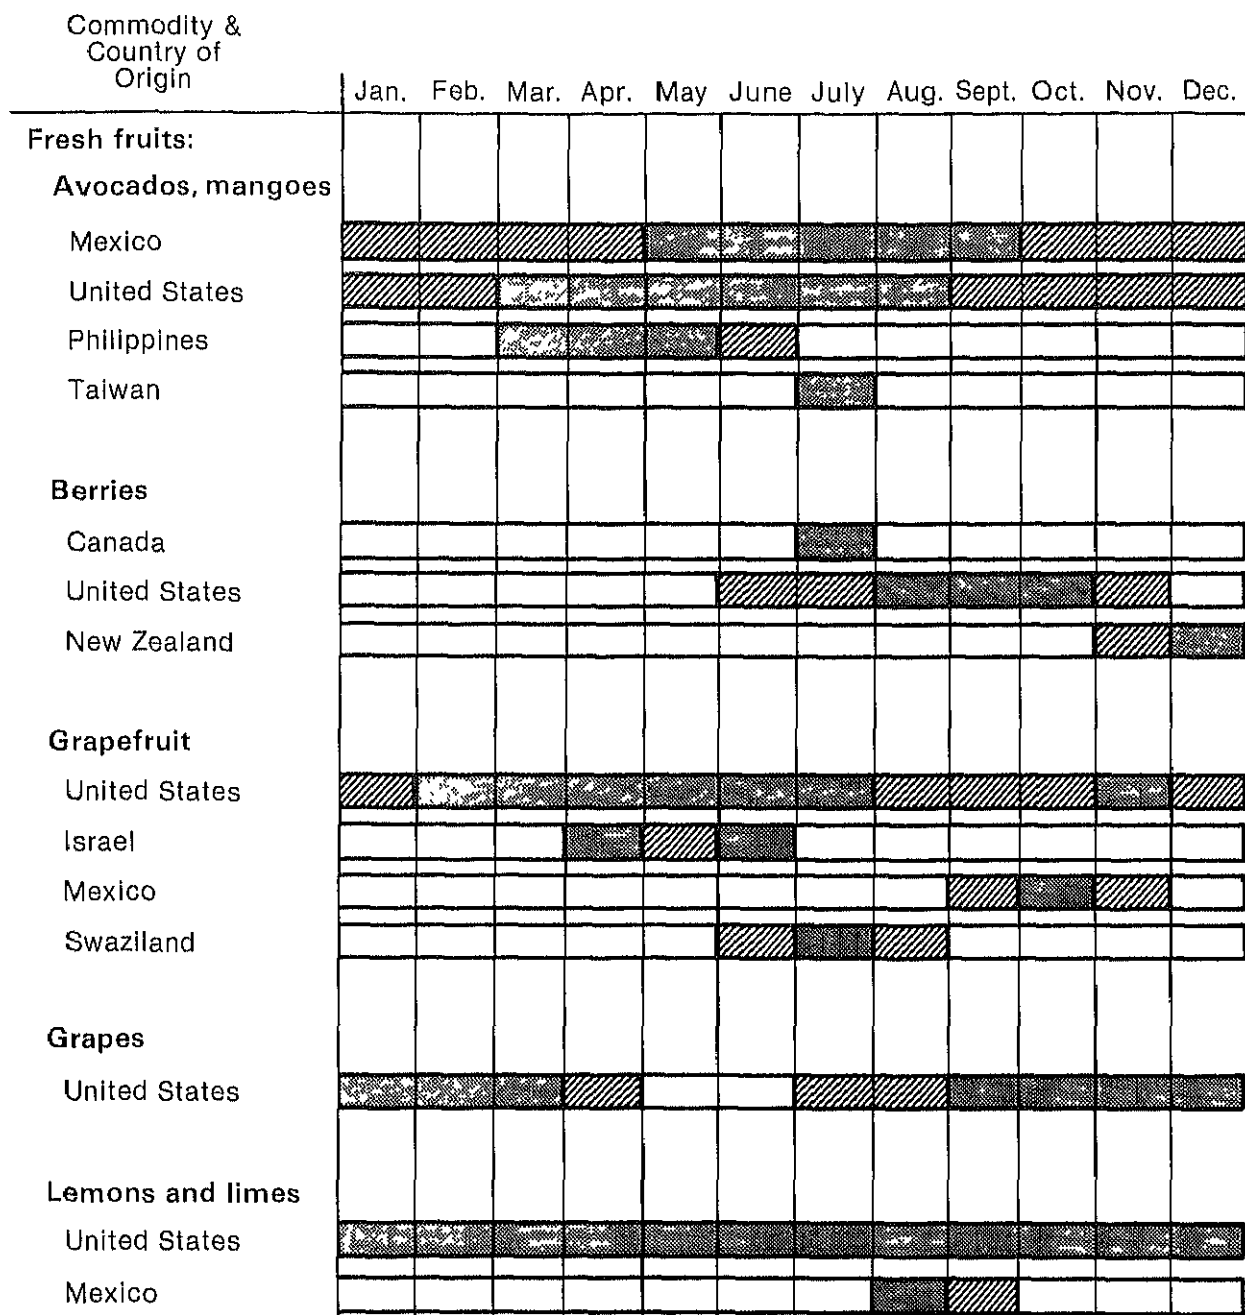 Commodity &
Country of
Origin
Jan. Feb. Mar. Apr. May June July Aug. Sept. Oct. Nov. Dec.
Fresh fruits:
Avocados, mangoes
Mexico
United States
Philippines
Taiwan
Berries
Canada
United States
New Zealand
Grapefruit
United States
Israel
Mexico
Swaziland
Grapes
United States
Lemons and limes
United States
Mexico